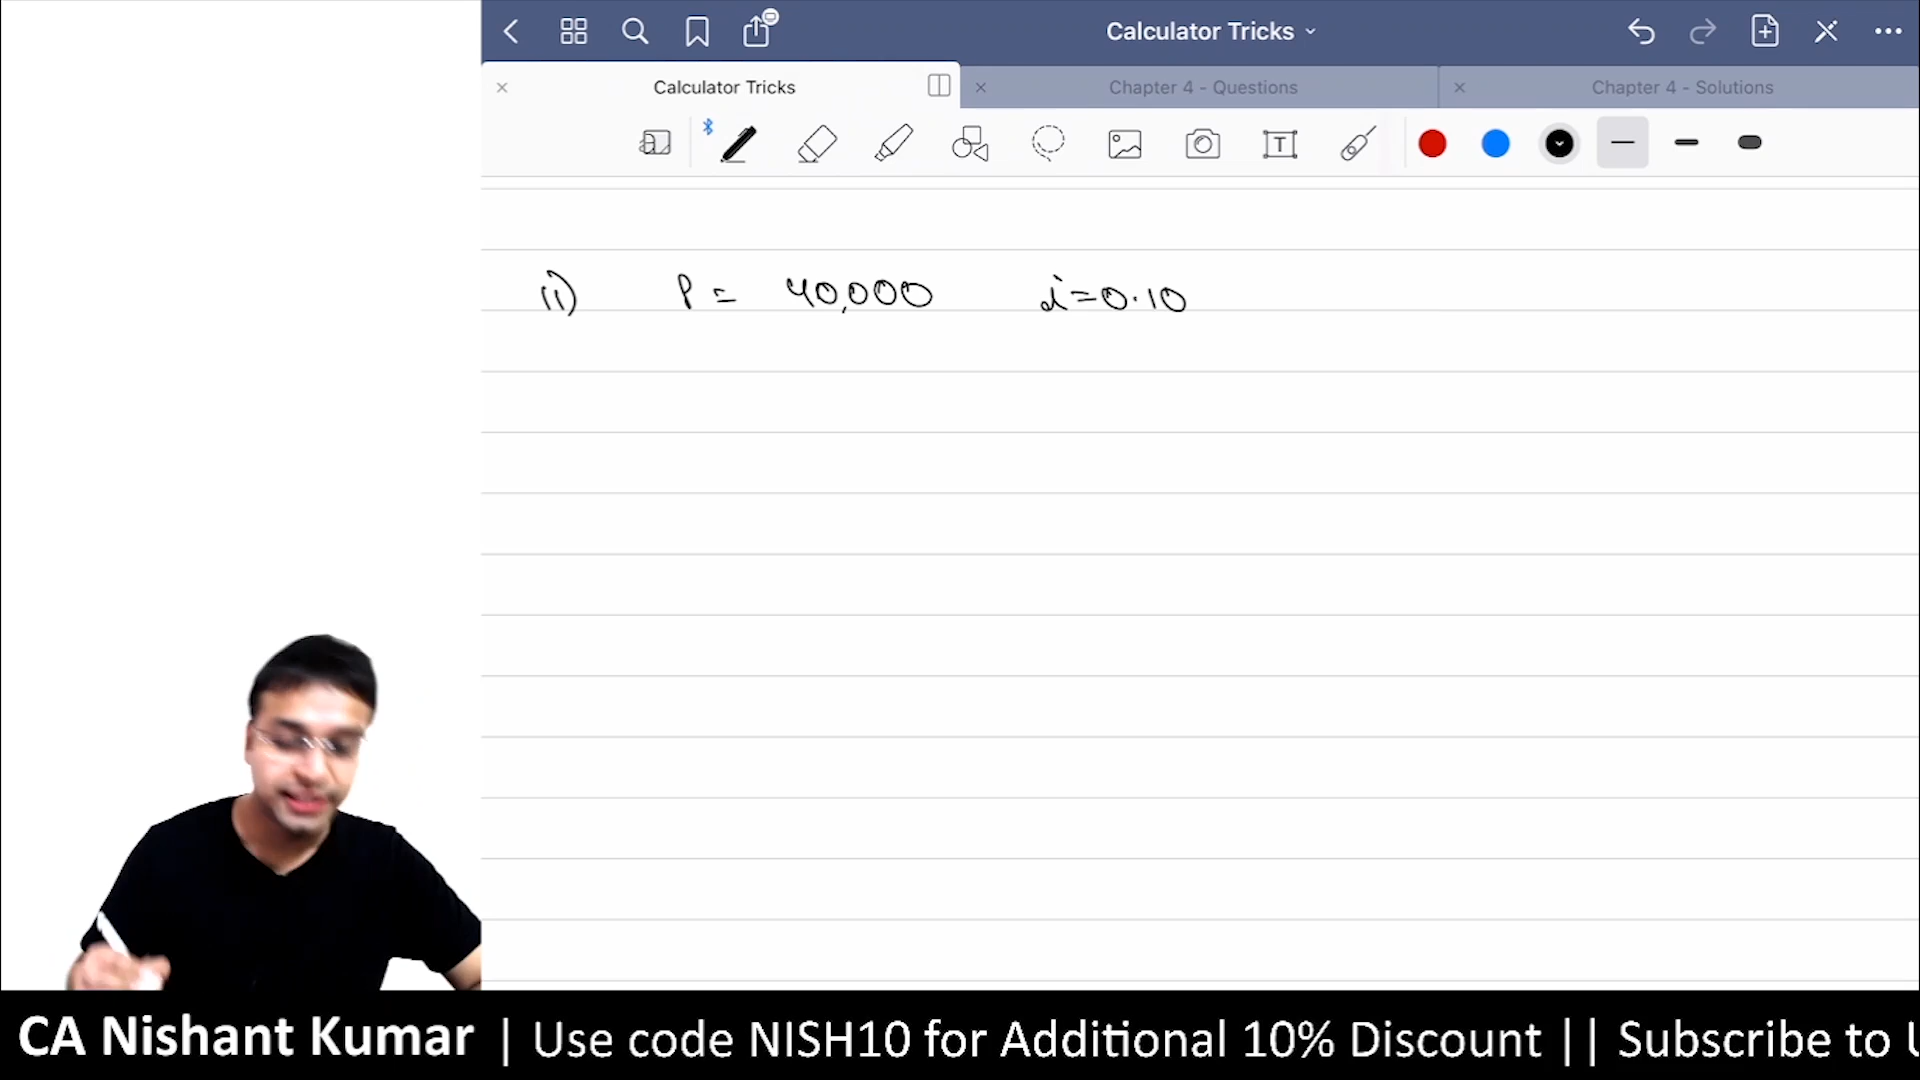 Calculator Tricks
Calculator Tricks
Chapter 4 - Questions
Chapter 4 - Solutions
ii) P = 40,000 i=0.10
CA Nishant Kumar | Use code NISH10 for Additional 10% Discount || Subscribe to